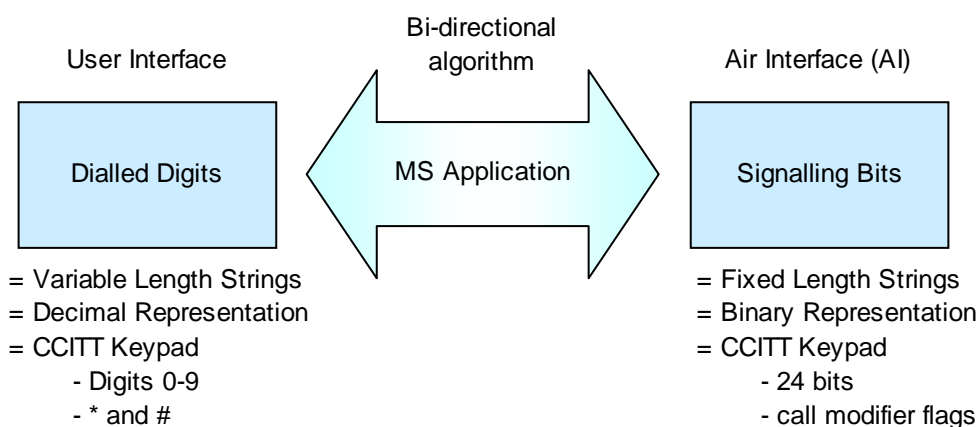 Bi-directional
algorithm
User Interface
Air Interface (AI)
Dialled Digits
MS Application
Signalling Bits
= Variable Length Strings
= Decimal Representation
= CCITT Keypad
- Digits 0-9
- * and #
= Fixed Length Strings
= Binary Representation
= CCITT Keypad
- 24 bits
- call modifier flags